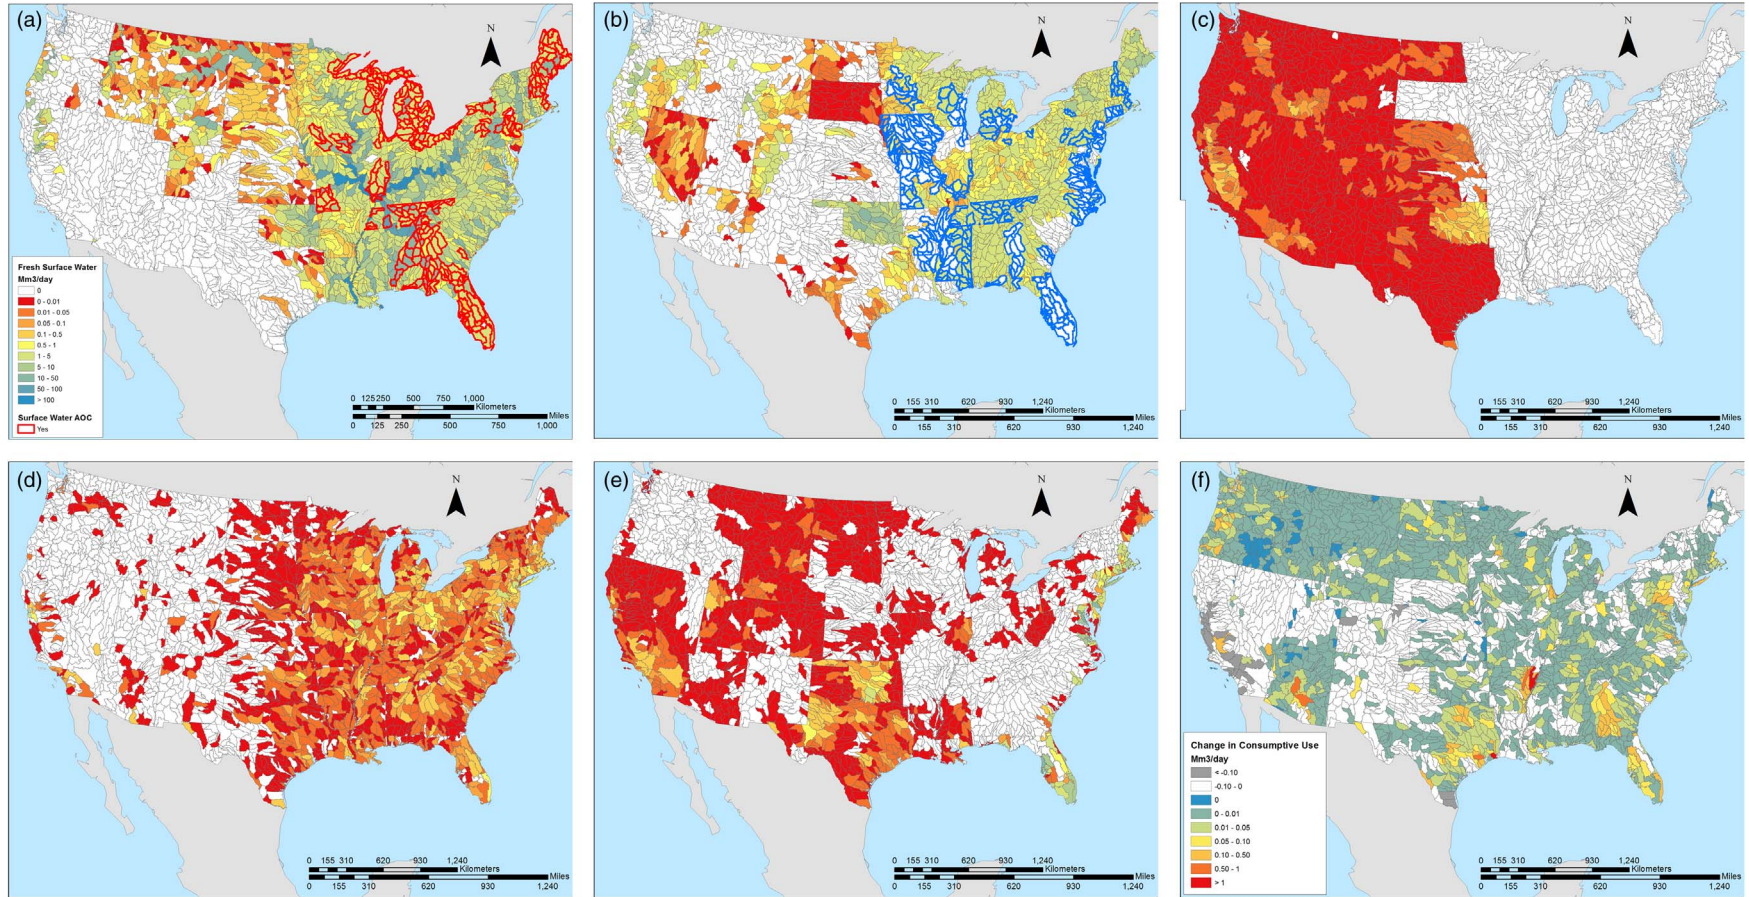 (a)
N
Fresh Surface Water
Mm3/day
0
0 - 0.01
0.01 - 0.05
0.05 - 0.1
0.1 - 0.5
0.5 - 1
1 - 5
5 - 10
10 - 50
50 - 100
> 100
Surface Water AOC
Yes
0 125 250 500 750 1,000
Kilometers
Miles
0 125 250 500 750 1,000
(b)
N
0 155 310 620 930 1,240
Kilometers
Miles
0 155 310 620 930 1,240
(c)
N
0 155 310 620 930 1,240
Kilometers
Miles
0 155 310 620 930 1,240
(d)
N
0 155 310 620 930 1,240
Kilometers
Miles
0 155 310 620 930 1,240
(e)
N
0 155 310 620 930 1,240
Kilometers
Miles
0 155 310 620 930 1,240
(f)
N
Change in Consumptive Use
Mm3/day
< -0.10
-0.10 - 0
0
0 - 0.01
0.01 - 0.05
0.05 - 0.10
0.10 - 0.50
0.50 - 1
> 1
0 155 310 620 930 1,240
Kilometers
Miles
0 155 310 620 930 1,240